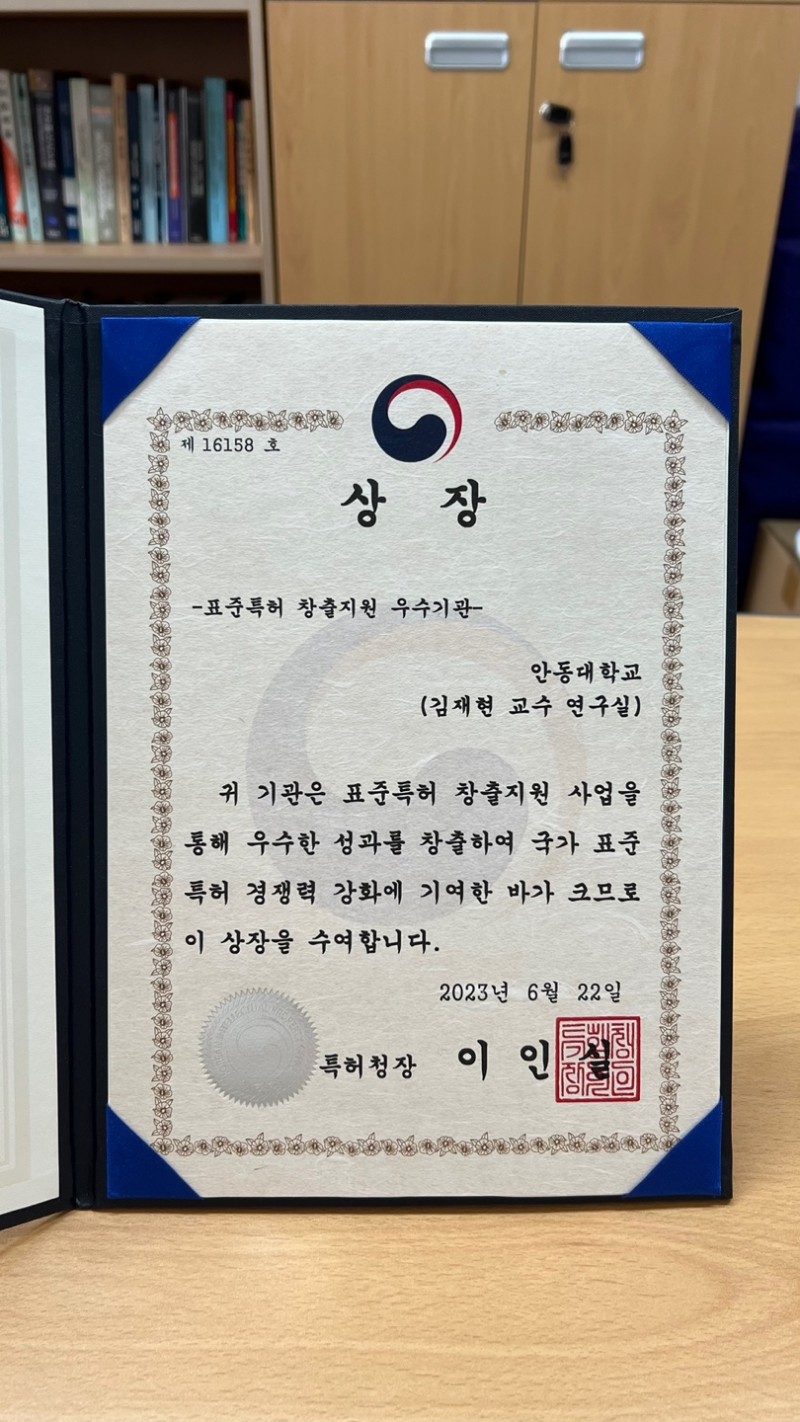 제 16158 호
상 장
-표준특허 창출지원 우수기관-
안동대학교
(김재현 교수 연구실)
귀 기관은 표준특허 창출지원 사업을
통해 우수한 성과를 창출하여 국가 표준
특허 경쟁력 강화에 기여한 바가 크므로
이 상장을 수여합니다.
2023년 6월 22일
특허청장 이 인 실